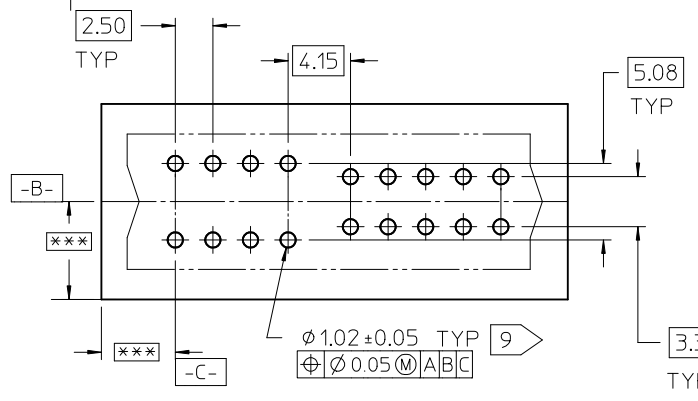 2.50
TYP
4.15
5.08
TYP
-B-
***
⌀1.02 ±0.05 TYP 9
⌖ ⌀ 0.05 Ⓜ A B C
***
-C-